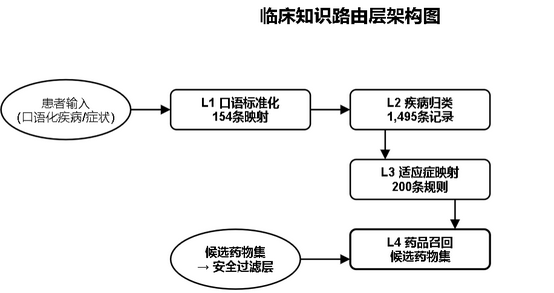 临床知识路由层架构图
患者输入
(口语化疾病/症状)
L1 口语标准化
154条映射
L2 疾病归类
1,495条记录
L3 适应症映射
200条规则
L4 药品召回
候选药物集
候选药物集
→ 安全过滤层